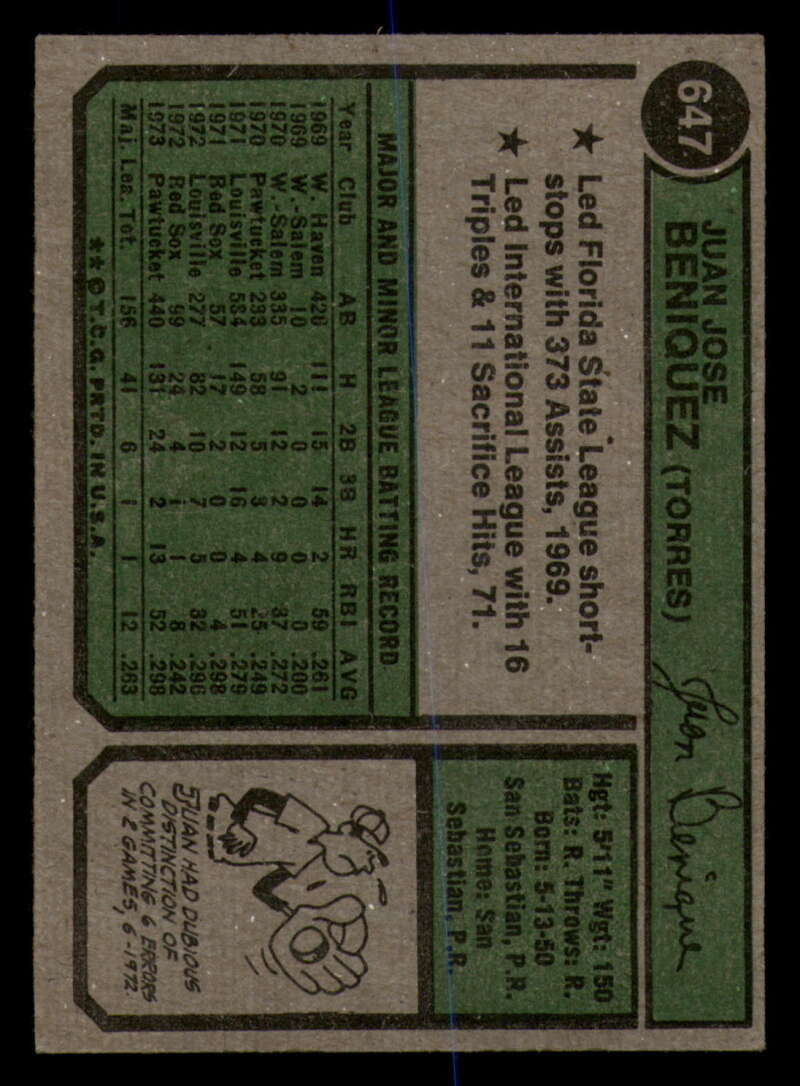 647
JUAN JOSE
BENIQUEZ (TORRES)
Juan Beniquez
★ Led Florida State League short-
stops with 373 Assists, 1969.
★ Led International League with 16
Triples & 11 Sacrifice Hits, 71.
Hgt: 5'11" Wgt: 150
Bats: R. Throws: R.
Born: 5-13-50
San Sebastian, P.R.
Home: San
Sebastian, P.R.
MAJOR AND MINOR LEAGUE BATTING RECORD
Year Club AB H 2B 3B HR RBI AVG
1969 W. Haven 426 111 15 14 2 59 .261
1969 W.-Salem 10 2 0 0 0 0 .200
1970 W.-Salem 335 91 12 2 9 37 .272
1970 Pawtucket 233 58 5 3 4 25 .249
1971 Louisville 534 149 12 16 4 51 .279
1971 Red Sox 57 17 2 0 0 4 .298
1972 Louisville 277 82 10 7 5 32 .296
1972 Red Sox 99 24 4 1 1 8 .242
1973 Pawtucket 440 131 24 2 13 52 .298
Maj. Lea. Tot. 156 41 6 1 1 12 .263
★★©T.C.G. PRTD. IN U.S.A.
JUAN HAD DUBIOUS
DISTINCTION OF
COMMITTING 6 ERRORS
IN 2 GAMES, 6-1972.